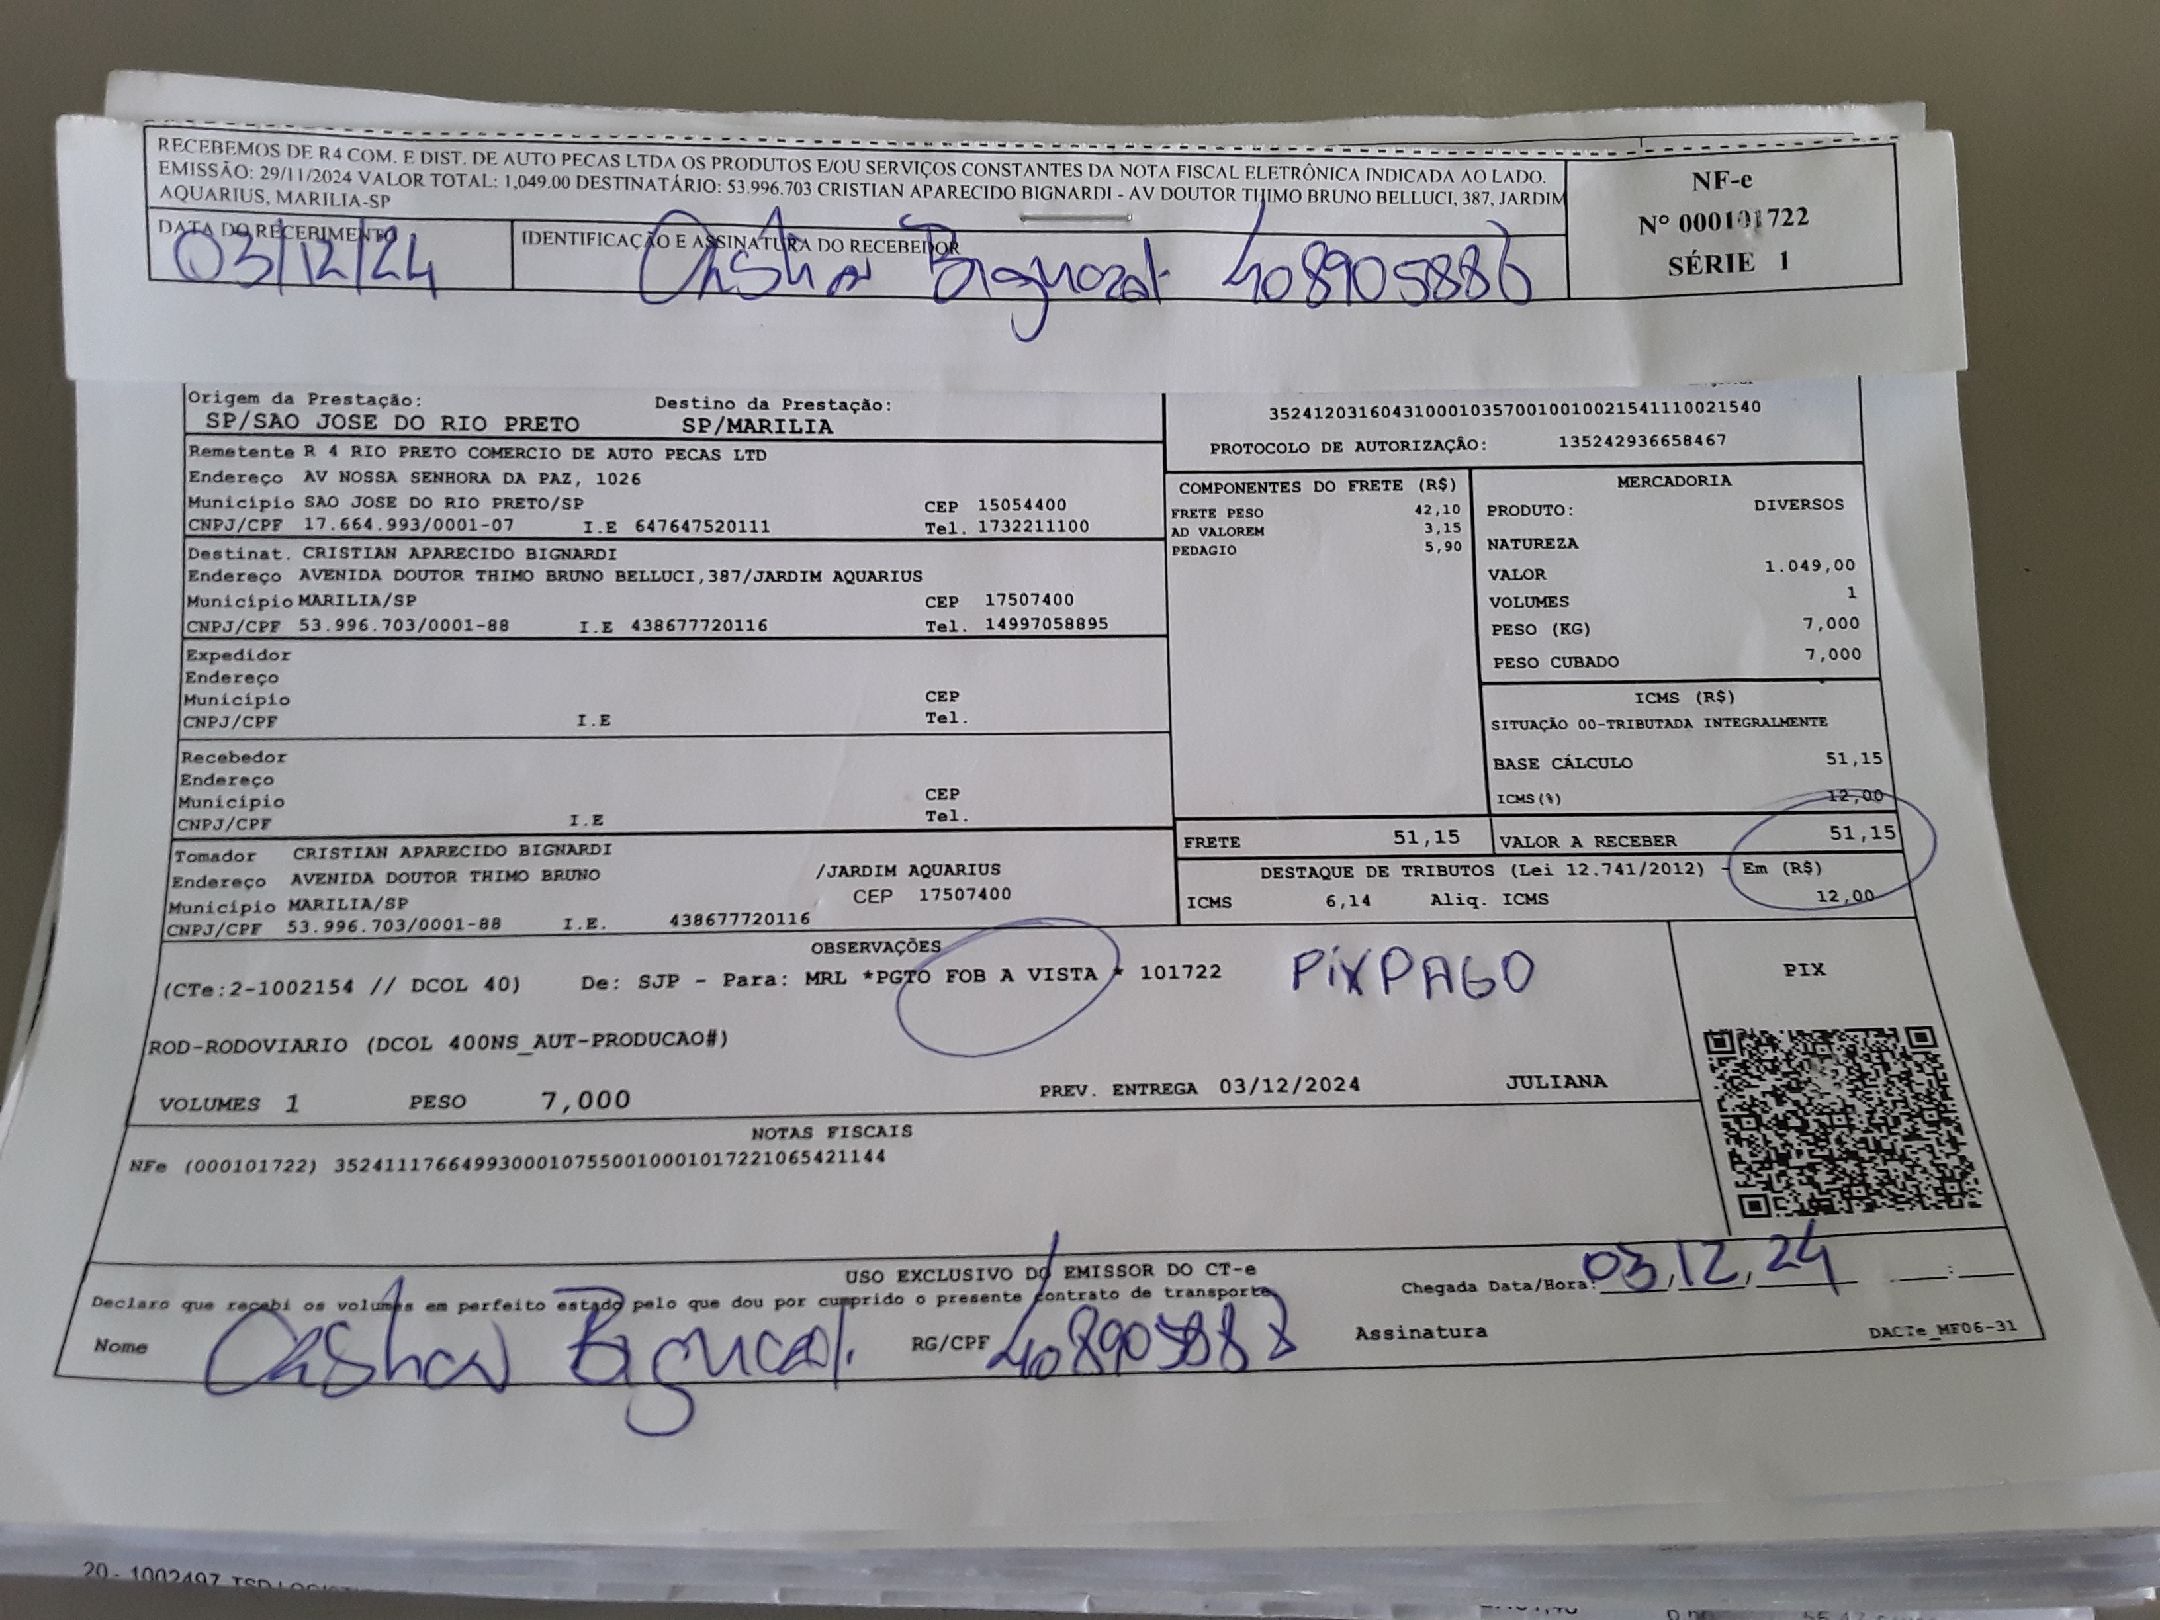 RECEBEMOS DE R4 COM. E DIST. DE AUTO PECAS LTDA OS PRODUTOS E/OU SERVIÇOS CONSTANTES DA NOTA FISCAL ELETRÔNICA INDICADA AO LADO.
EMISSÃO: 29/11/2024 VALOR TOTAL: 1,049.00 DESTINATÁRIO: 53.996.703 CRISTIAN APARECIDO BIGNARDI - AV DOUTOR THIMO BRUNO BELLUCI, 387, JARDIM
AQUARIUS, MARILIA-SP
NF-e
Nº 000101722
SÉRIE 1
DATA DO RECEBIMENTO
03/12/24
IDENTIFICAÇÃO E ASSINATURA DO RECEBEDOR
408905886
Origem da Prestação: Destino da Prestação:
SP/SAO JOSE DO RIO PRETO SP/MARILIA
Remetente R 4 RIO PRETO COMERCIO DE AUTO PECAS LTD
Endereço AV NOSSA SENHORA DA PAZ, 1026
Município SAO JOSE DO RIO PRETO/SP CEP 15054400
CNPJ/CPF 17.664.993/0001-07 I.E 647647520111 Tel. 1732211100
Destinat. CRISTIAN APARECIDO BIGNARDI
Endereço AVENIDA DOUTOR THIMO BRUNO BELLUCI,387/JARDIM AQUARIUS
Município MARILIA/SP CEP 17507400
CNPJ/CPF 53.996.703/0001-88 I.E 438677720116 Tel. 14997058895
Expedidor
Endereço
Município CEP
CNPJ/CPF I.E Tel.
Recebedor
Endereço
Município CEP
CNPJ/CPF I.E Tel.
Tomador CRISTIAN APARECIDO BIGNARDI
Endereço AVENIDA DOUTOR THIMO BRUNO /JARDIM AQUARIUS
Município MARILIA/SP CEP 17507400
CNPJ/CPF 53.996.703/0001-88 I.E. 438677720116
35241203160431000103570010010021541110021540
PROTOCOLO DE AUTORIZAÇÃO: 135242936658467
COMPONENTES DO FRETE (R$)
FRETE PESO 42,10
AD VALOREM 3,15
PEDAGIO 5,90
MERCADORIA
PRODUTO: DIVERSOS
NATUREZA
VALOR 1.049,00
VOLUMES 1
PESO (KG) 7,000
PESO CUBADO 7,000
ICMS (R$)
SITUAÇÃO 00-TRIBUTADA INTEGRALMENTE
BASE CÁLCULO 51,15
ICMS(%) 12,00
FRETE 51,15 VALOR A RECEBER 51,15
DESTAQUE DE TRIBUTOS (Lei 12.741/2012) - Em (R$)
ICMS 6,14 Aliq. ICMS 12,00
OBSERVAÇÕES
(CTe:2-1002154 // DCOL 40) De: SJP - Para: MRL *PGTO FOB A VISTA * 101722
PIX PAGO
PIX
ROD-RODOVIARIO (DCOL 400NS_AUT-PRODUCAO#)
VOLUMES 1 PESO 7,000 PREV. ENTREGA 03/12/2024 JULIANA
NOTAS FISCAIS
NFe (000101722) 35241117664993000107550010001017221065421144
USO EXCLUSIVO DO EMISSOR DO CT-e
Declaro que recebi os volumes em perfeito estado pelo que dou por cumprido o presente contrato de transporte
Chegada Data/Hora: 03/12/24 :
Nome RG/CPF 408905888 Assinatura
DACTe_MF06-31
20 - 1002497